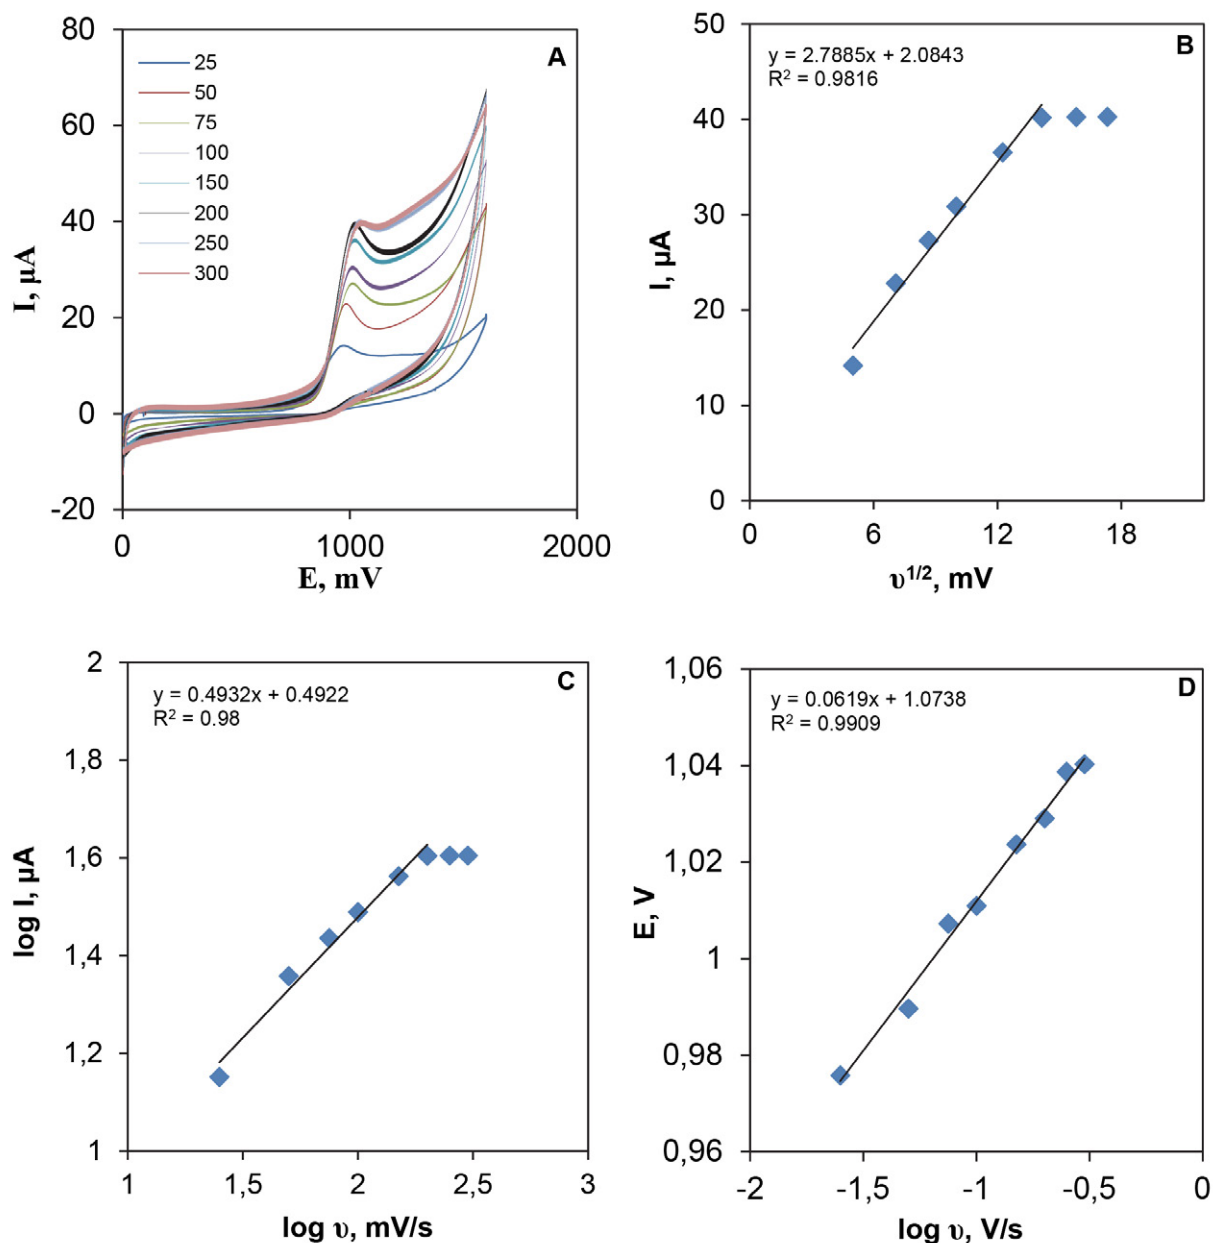 80
60
40
20
0
-20
I, µA
25
50
75
100
150
200
250
300
A
0
1000
2000
E, mV
50
40
30
20
10
0
I, µA
y = 2.7885x + 2.0843
R² = 0.9816
B
0
6
12
18
υ¹/², mV
2
1,8
1,6
1,4
1,2
1
log I, µA
y = 0.4932x + 0.4922
R² = 0.98
C
1
1,5
2
2,5
3
log υ, mV/s
1,06
1,04
1,02
1
0,98
0,96
E, V
y = 0.0619x + 1.0738
R² = 0.9909
D
-2
-1,5
-1
-0,5
0
log υ, V/s